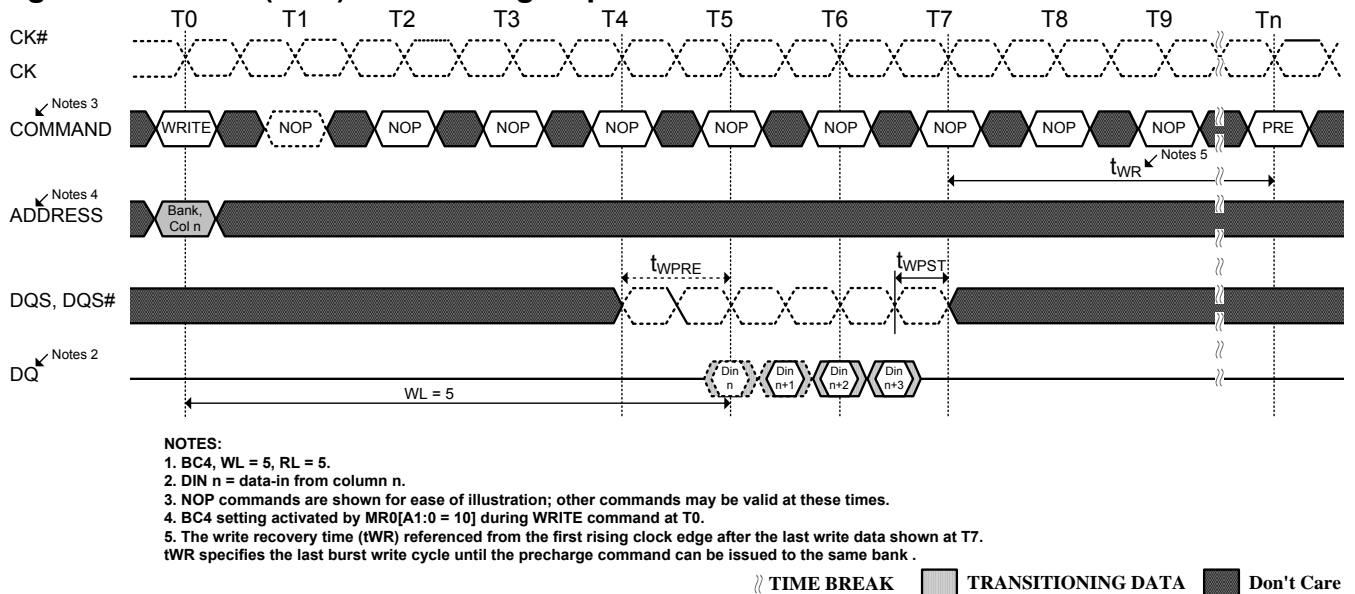 T0 T1 T2 T3 T4 T5 T6 T7 T8 T9 Tn
CK#
CK
Notes 3
COMMAND
WRITE NOP NOP NOP NOP NOP NOP NOP NOP NOP PRE
tWR Notes 5
Notes 4
ADDRESS
Bank,
Col n
tWPRE tWPST
DQS, DQS#
Notes 2
DQ
Din
n
Din
n+1
Din
n+2
Din
n+3
WL = 5
NOTES:
1. BC4, WL = 5, RL = 5.
2. DIN n = data-in from column n.
3. NOP commands are shown for ease of illustration; other commands may be valid at these times.
4. BC4 setting activated by MR0[A1:0 = 10] during WRITE command at T0.
5. The write recovery time (tWR) referenced from the first rising clock edge after the last write data shown at T7.
tWR specifies the last burst write cycle until the precharge command can be issued to the same bank .
TIME BREAK TRANSITIONING DATA Don't Care